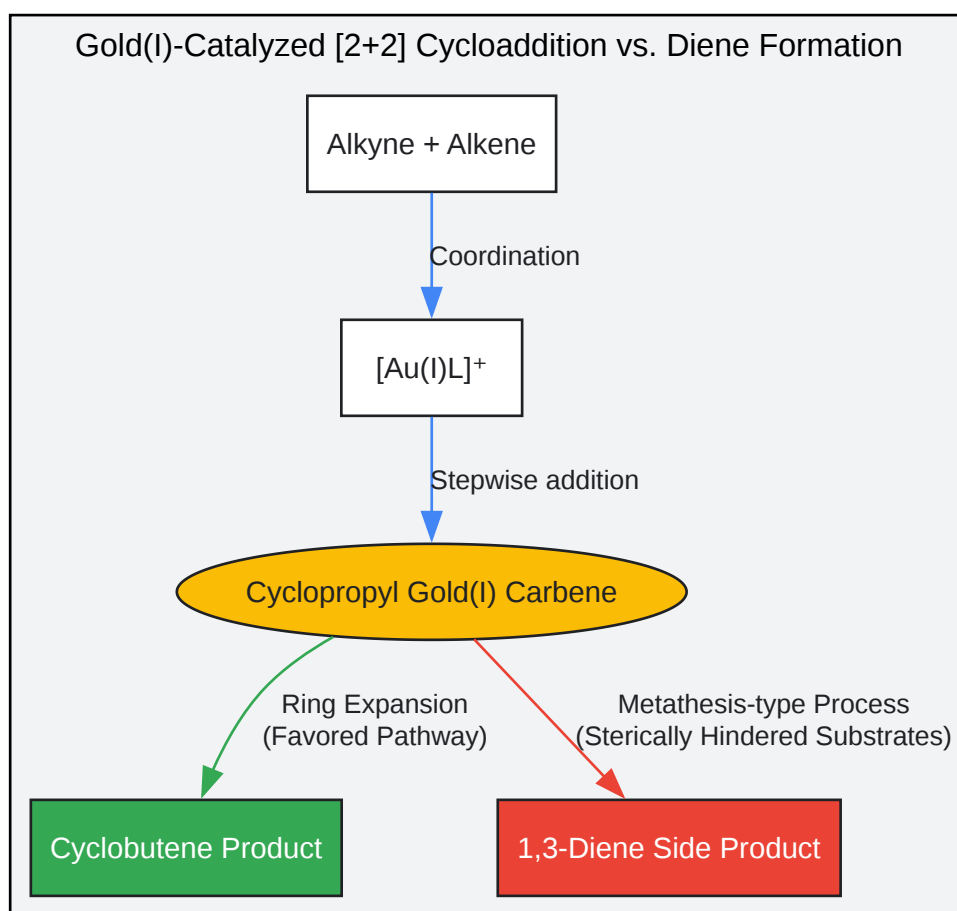 Gold(I)-Catalyzed [2+2] Cycloaddition vs. Diene Formation
Alkyne + Alkene
Coordination
[Au(I)L]⁺
Stepwise addition
Cyclopropyl Gold(I) Carbene
Ring Expansion
(Favored Pathway)
Metathesis-type Process
(Sterically Hindered Substrates)
Cyclobutene Product
1,3-Diene Side Product